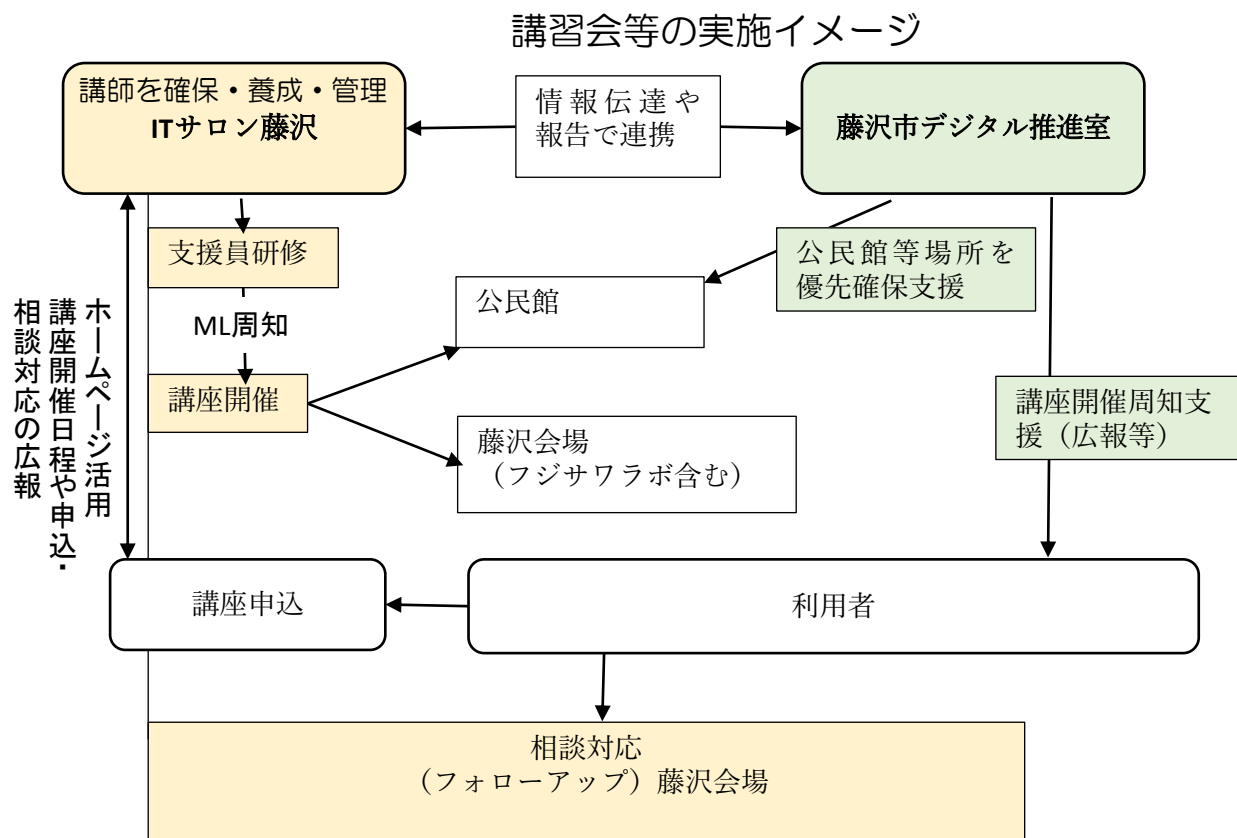 講習会等の実施イメージ
講師を確保・養成・管理
ITサロン藤沢
情報伝達や
報告で連携
藤沢市デジタル推進室
支援員研修
公民館等場所を
優先確保支援
ML周知
公民館
講座開催
講座開催周知支
援（広報等）
藤沢会場
（フジサワラボ含む）
ホームページ活用
講座開催日程や申込・
相談対応の広報
講座申込
利用者
相談対応
（フォローアップ）藤沢会場